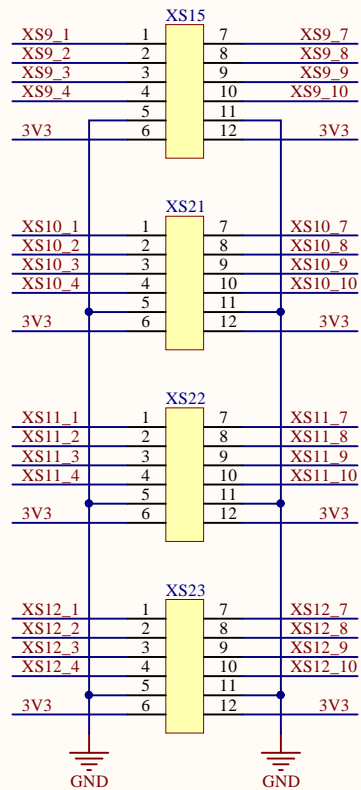 XS15
XS9_1 1 7 XS9_7
XS9_2 2 8 XS9_8
XS9_3 3 9 XS9_9
XS9_4 4 10 XS9_10
5 11
3V3 6 12 3V3
XS21
XS10_1 1 7 XS10_7
XS10_2 2 8 XS10_8
XS10_3 3 9 XS10_9
XS10_4 4 10 XS10_10
5 11
3V3 6 12 3V3
XS22
XS11_1 1 7 XS11_7
XS11_2 2 8 XS11_8
XS11_3 3 9 XS11_9
XS11_4 4 10 XS11_10
5 11
3V3 6 12 3V3
XS23
XS12_1 1 7 XS12_7
XS12_2 2 8 XS12_8
XS12_3 3 9 XS12_9
XS12_4 4 10 XS12_10
5 11
3V3 6 12 3V3
GND GND